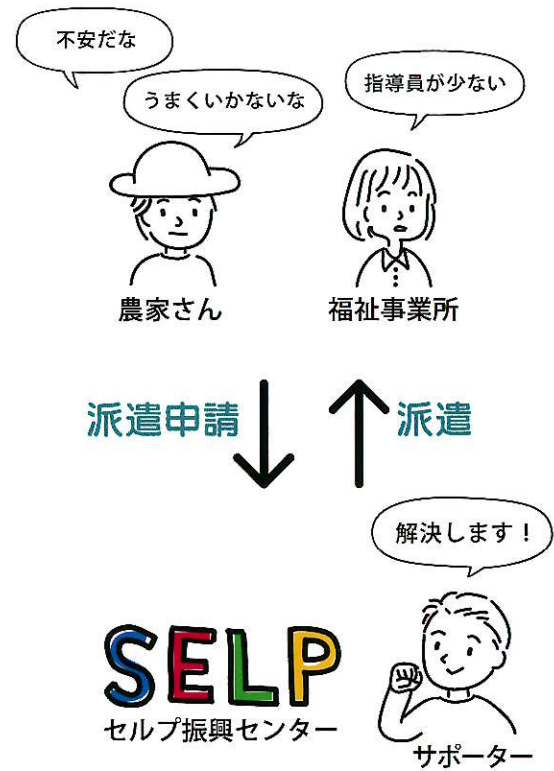 不安だな
うまくいかないな
指導員が少ない
農家さん
福祉事業所
派遣申請
派遣
解決します！
SELP
セルプ振興センター
サポーター